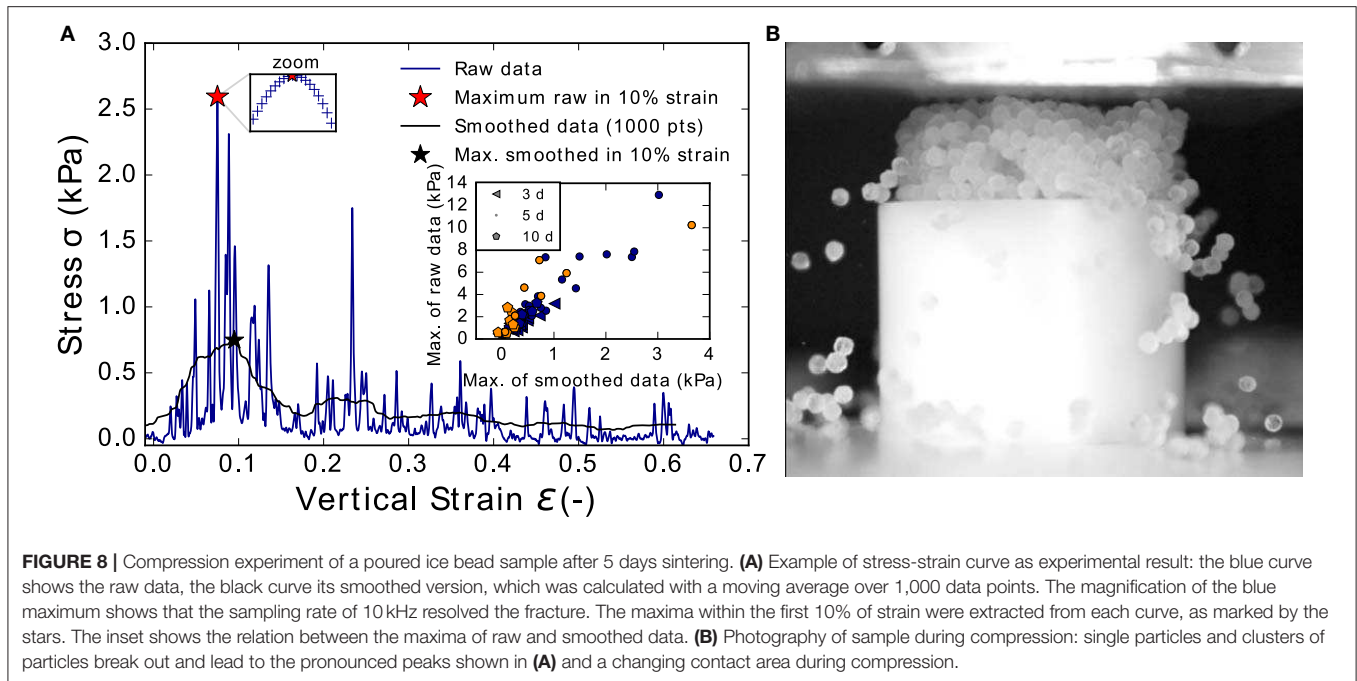 A
B
3.0
2.5
2.0
1.5
1.0
0.5
0.0
Stress σ (kPa)
zoom
Raw data
Maximum raw in 10% strain
Smoothed data (1000 pts)
Max. smoothed in 10% strain
Max. of raw data (kPa)
14
12
10
8
6
4
2
0
3 d
5 d
10 d
0 1 2 3 4
Max. of smoothed data (kPa)
0.0 0.1 0.2 0.3 0.4 0.5 0.6 0.7
Vertical Strain ε(-)
FIGURE 8 | Compression experiment of a poured ice bead sample after 5 days sintering. (A) Example of stress-strain curve as experimental result: the blue curve
shows the raw data, the black curve its smoothed version, which was calculated with a moving average over 1,000 data points. The magnification of the blue
maximum shows that the sampling rate of 10 kHz resolved the fracture. The maxima within the first 10% of strain were extracted from each curve, as marked by the
stars. The inset shows the relation between the maxima of raw and smoothed data. (B) Photography of sample during compression: single particles and clusters of
particles break out and lead to the pronounced peaks shown in (A) and a changing contact area during compression.